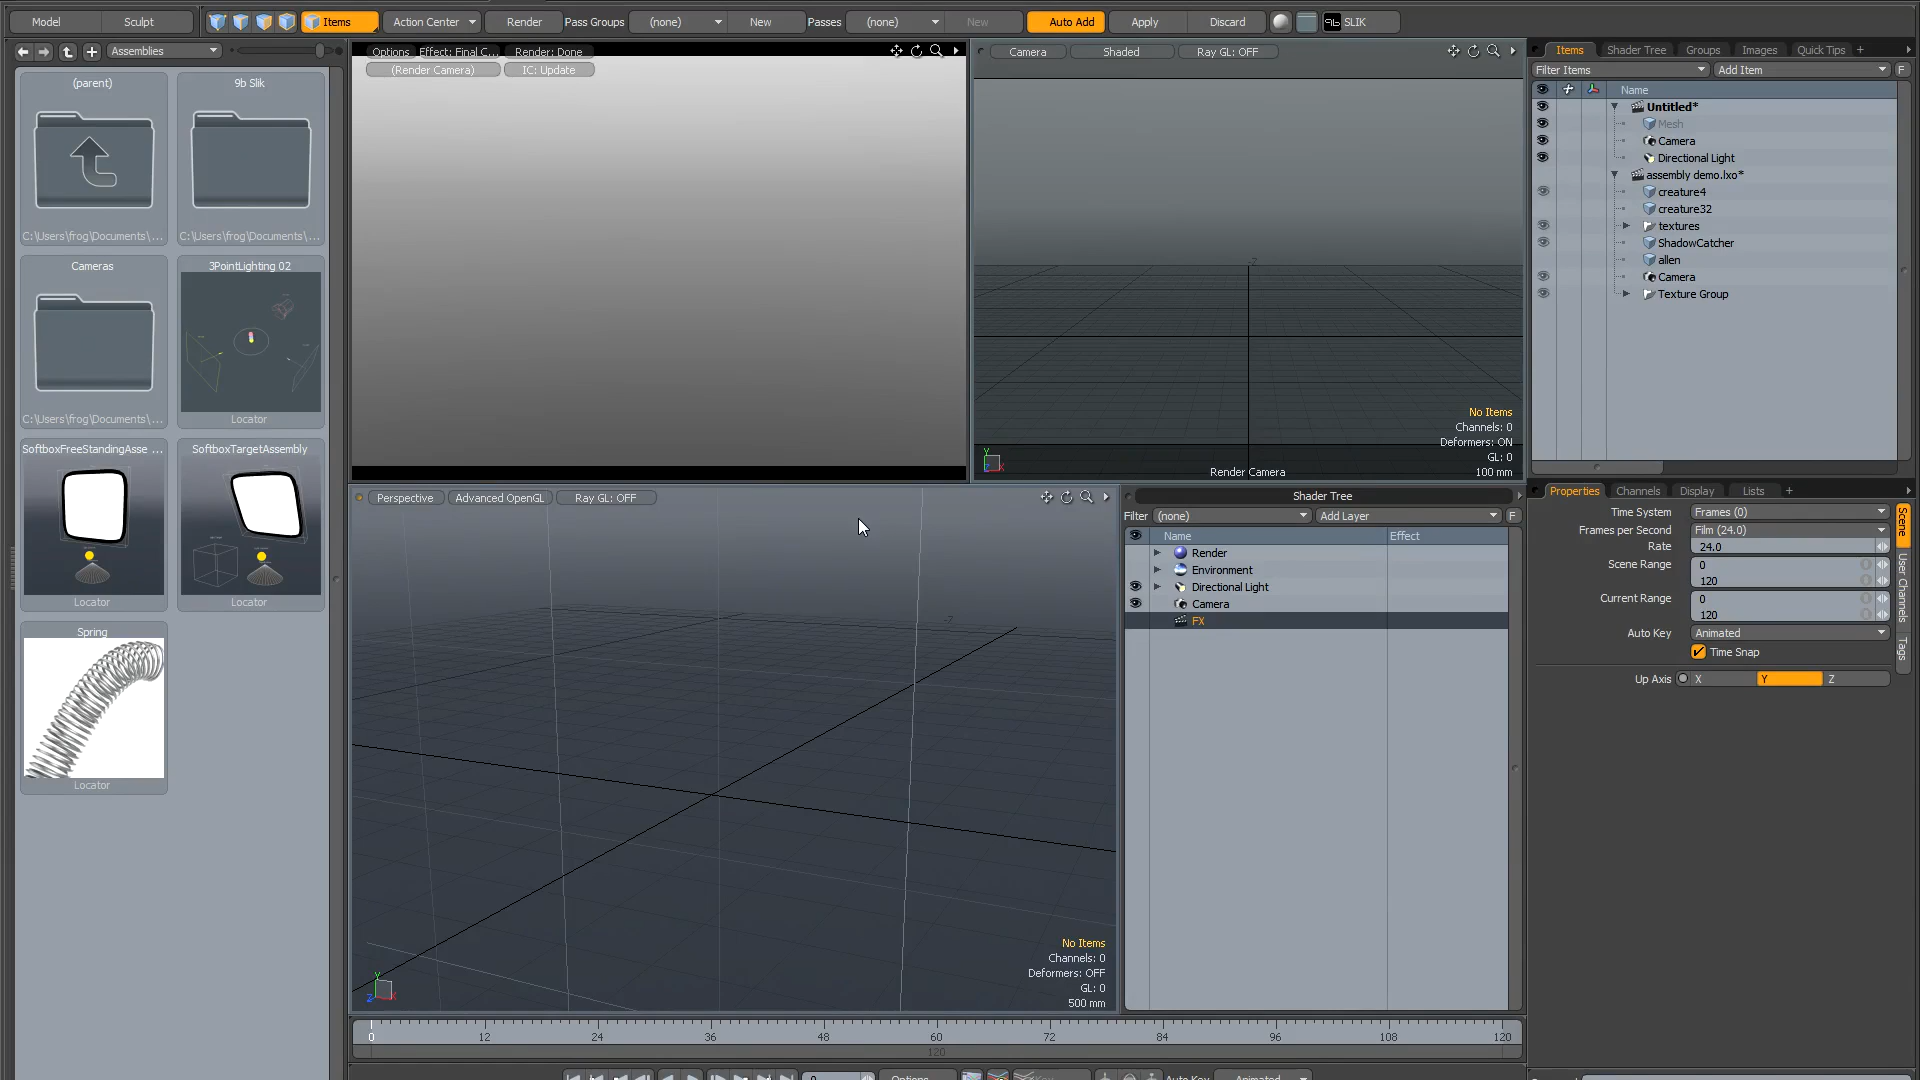 Model Sculpt Items Action Center Render Pass Groups (none) New Passes (none) New Auto Add Apply Discard SLIK
Assemblies
(parent)
C:\Users\frog\Documents\...
9b Slik
C:\Users\frog\Documents\...
Cameras
C:\Users\frog\Documents\...
3PointLighting 02
Locator
SoftboxFreeStandingAsse ...
Locator
SoftboxTargetAssembly
Locator
Spring
Locator
Options Effect: Final C... Render: Done
(Render Camera) IC: Update
Camera Shaded Ray GL: OFF
-Z
No Items
Channels: 0
Deformers: ON
GL: 0
Render Camera 100 mm
Perspective Advanced OpenGL Ray GL: OFF
-Z
No Items
Channels: 0
Deformers: OFF
GL: 0
500 mm
Shader Tree
Filter (none) Add Layer F
Name Effect
Render
Environment
Directional Light
Camera
FX
Items Shader Tree Groups Images Quick Tips +
Filter Items Add Item F
Name
Untitled*
Mesh
Camera
Directional Light
assembly demo.lxo*
creature4
creature32
textures
ShadowCatcher
allen
Camera
Texture Group
Properties Channels Display Lists +
Time System Frames (0)
Frames per Second Film (24.0)
Rate 24.0
Scene Range 0
120
Current Range 0
120
Auto Key Animated
Time Snap
Up Axis X Y Z
Scene
User Channels
Tags
0 12 24 36 48 60 72 84 96 108 120
120
0 Options Auto Key Animated